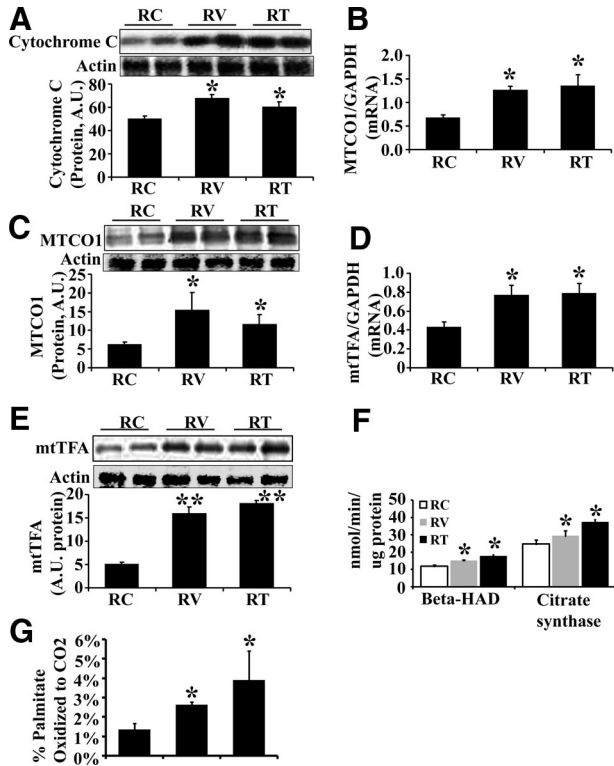 A
RC RV RT
Cytochrome C
Actin
Cytochrome C
(Protein, A.U.)
80
60
40
20
0
* *
RC RV RT
B
MTCO1/GAPDH
(mRNA)
2.0
1.5
1.0
0.5
0.0
* *
RC RV RT
C
RC RV RT
MTCO1
Actin
MTCO1
(Protein, A.U.)
25
20
15
10
5
0
* *
RC RV RT
D
mtTFA/GAPDH
(mRNA)
1.0
0.8
0.6
0.4
0.2
0.0
* *
RC RV RT
E
RC RV RT
mtTFA
Actin
mtTFA
(A.U. protein)
20
15
10
5
0
** **
RC RV RT
F
nmol/min/
ug protein
50
40
30
20
10
0
RC
RV
RT
* * * *
Beta-HAD Citrate
synthase
G
% Palmitate
Oxidized to CO2
6%
5%
4%
3%
2%
1%
0%
* *